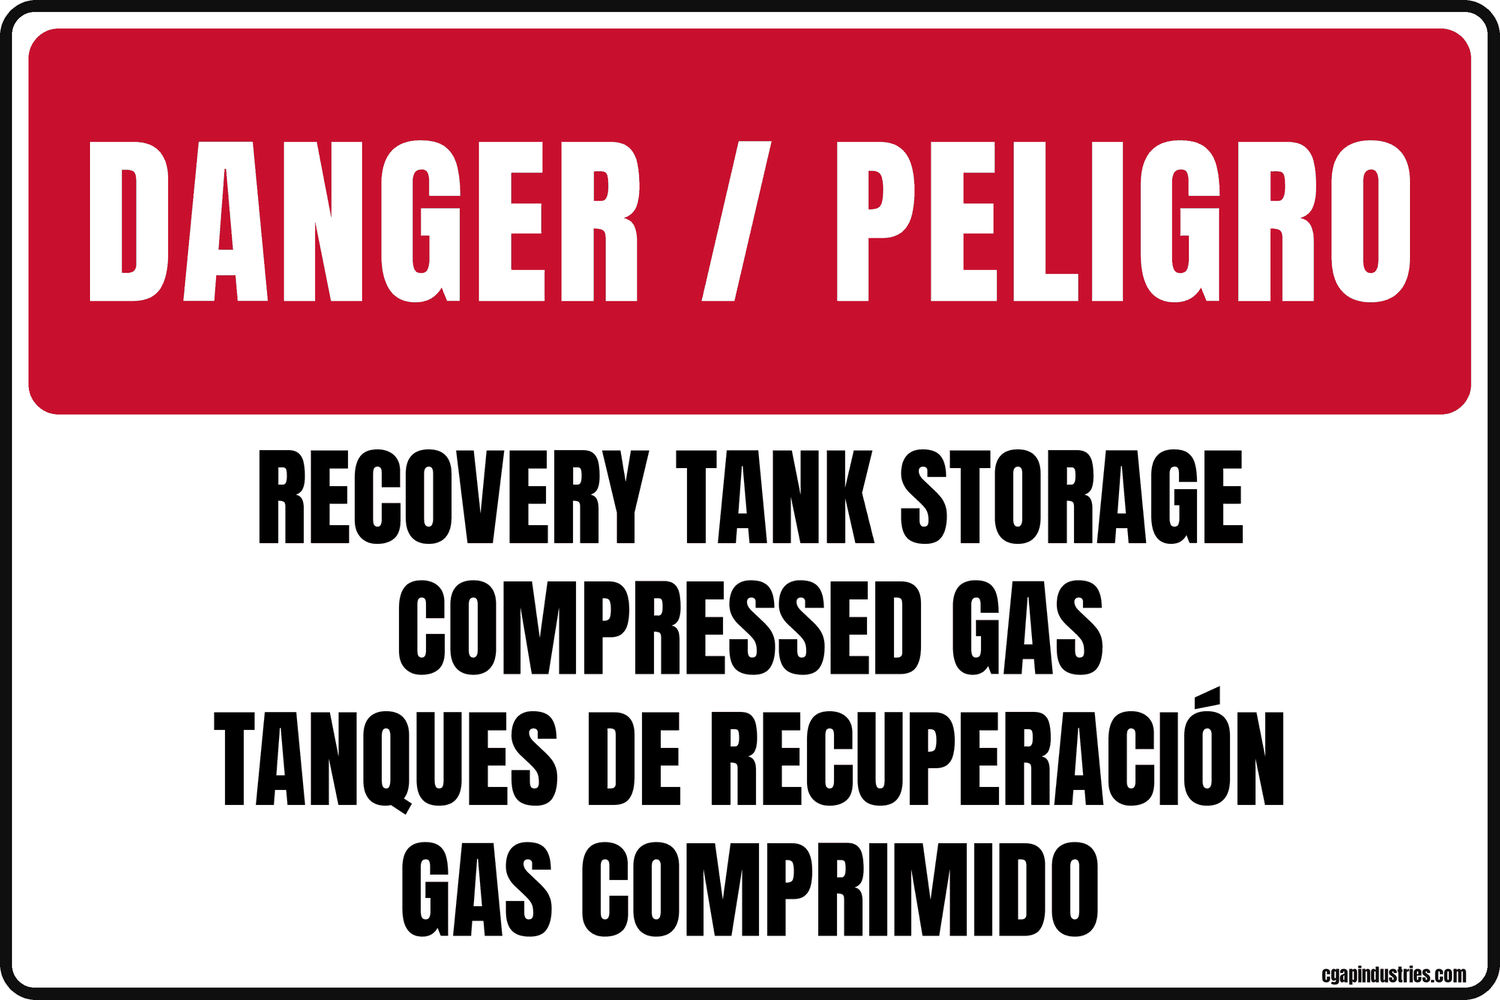 DANGER / PELIGRO
RECOVERY TANK STORAGE
COMPRESSED GAS
TANQUES DE RECUPERACIÓN
GAS COMPRIMIDO
cgapindustries.com